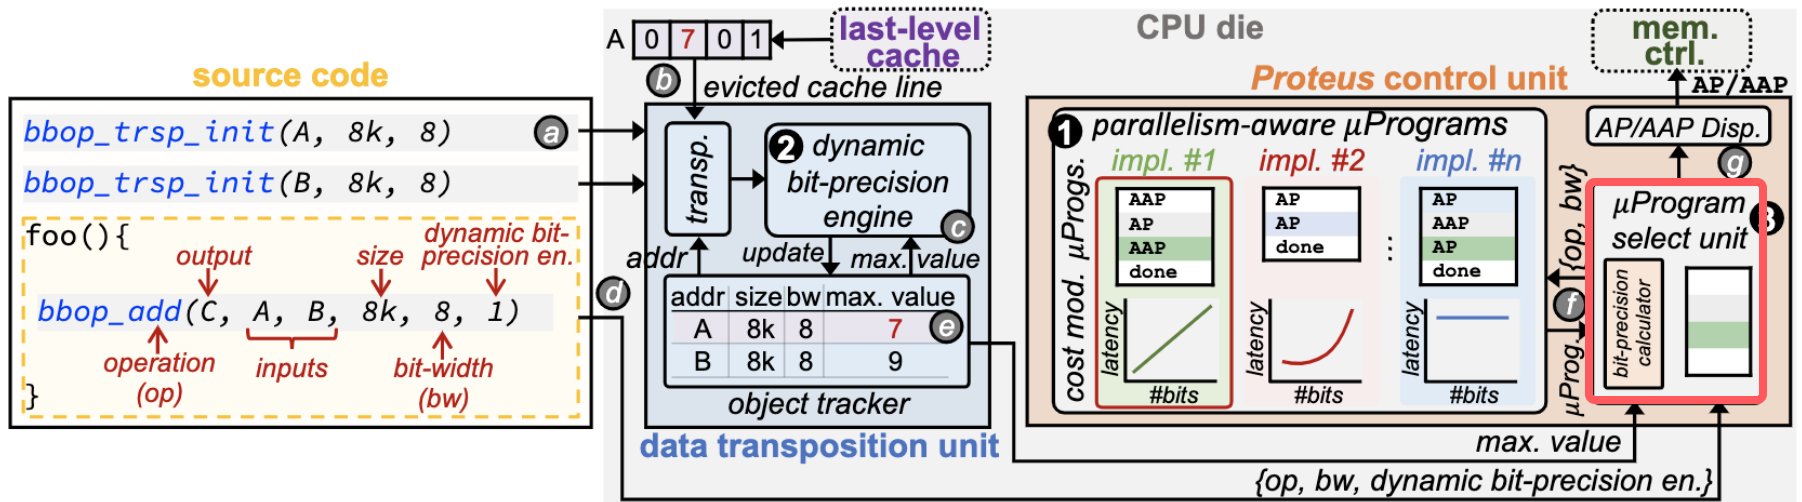 CPU die
A 0 7 0 1
last-level
cache
mem.
ctrl.
source code
b
evicted cache line
Proteus control unit
AP/AAP
bbop_trsp_init(A, 8k, 8)
a
bbop_trsp_init(B, 8k, 8)
foo(){
output
size
dynamic bit-
precision en.
bbop_add(C, A, B, 8k, 8, 1)
operation
(op)
inputs
bit-width
(bw)
}
d
transp.
2
dynamic
bit-precision
engine
c
addr
update
max. value
addr size bw max. value
A 8k 8 7
e
B 8k 8 9
object tracker
data transposition unit
1
parallelism-aware µPrograms
cost mod. µProgs.
impl. #1
AAP
AP
AAP
done
latency
#bits
impl. #2
AP
AP
done
latency
#bits
...
impl. #n
AP
AAP
AP
done
latency
#bits
AP/AAP Disp.
g
{op, bw}
f
µProg.
µProgram
select unit
3
bit-precision
calculator
max. value
{op, bw, dynamic bit-precision en.}